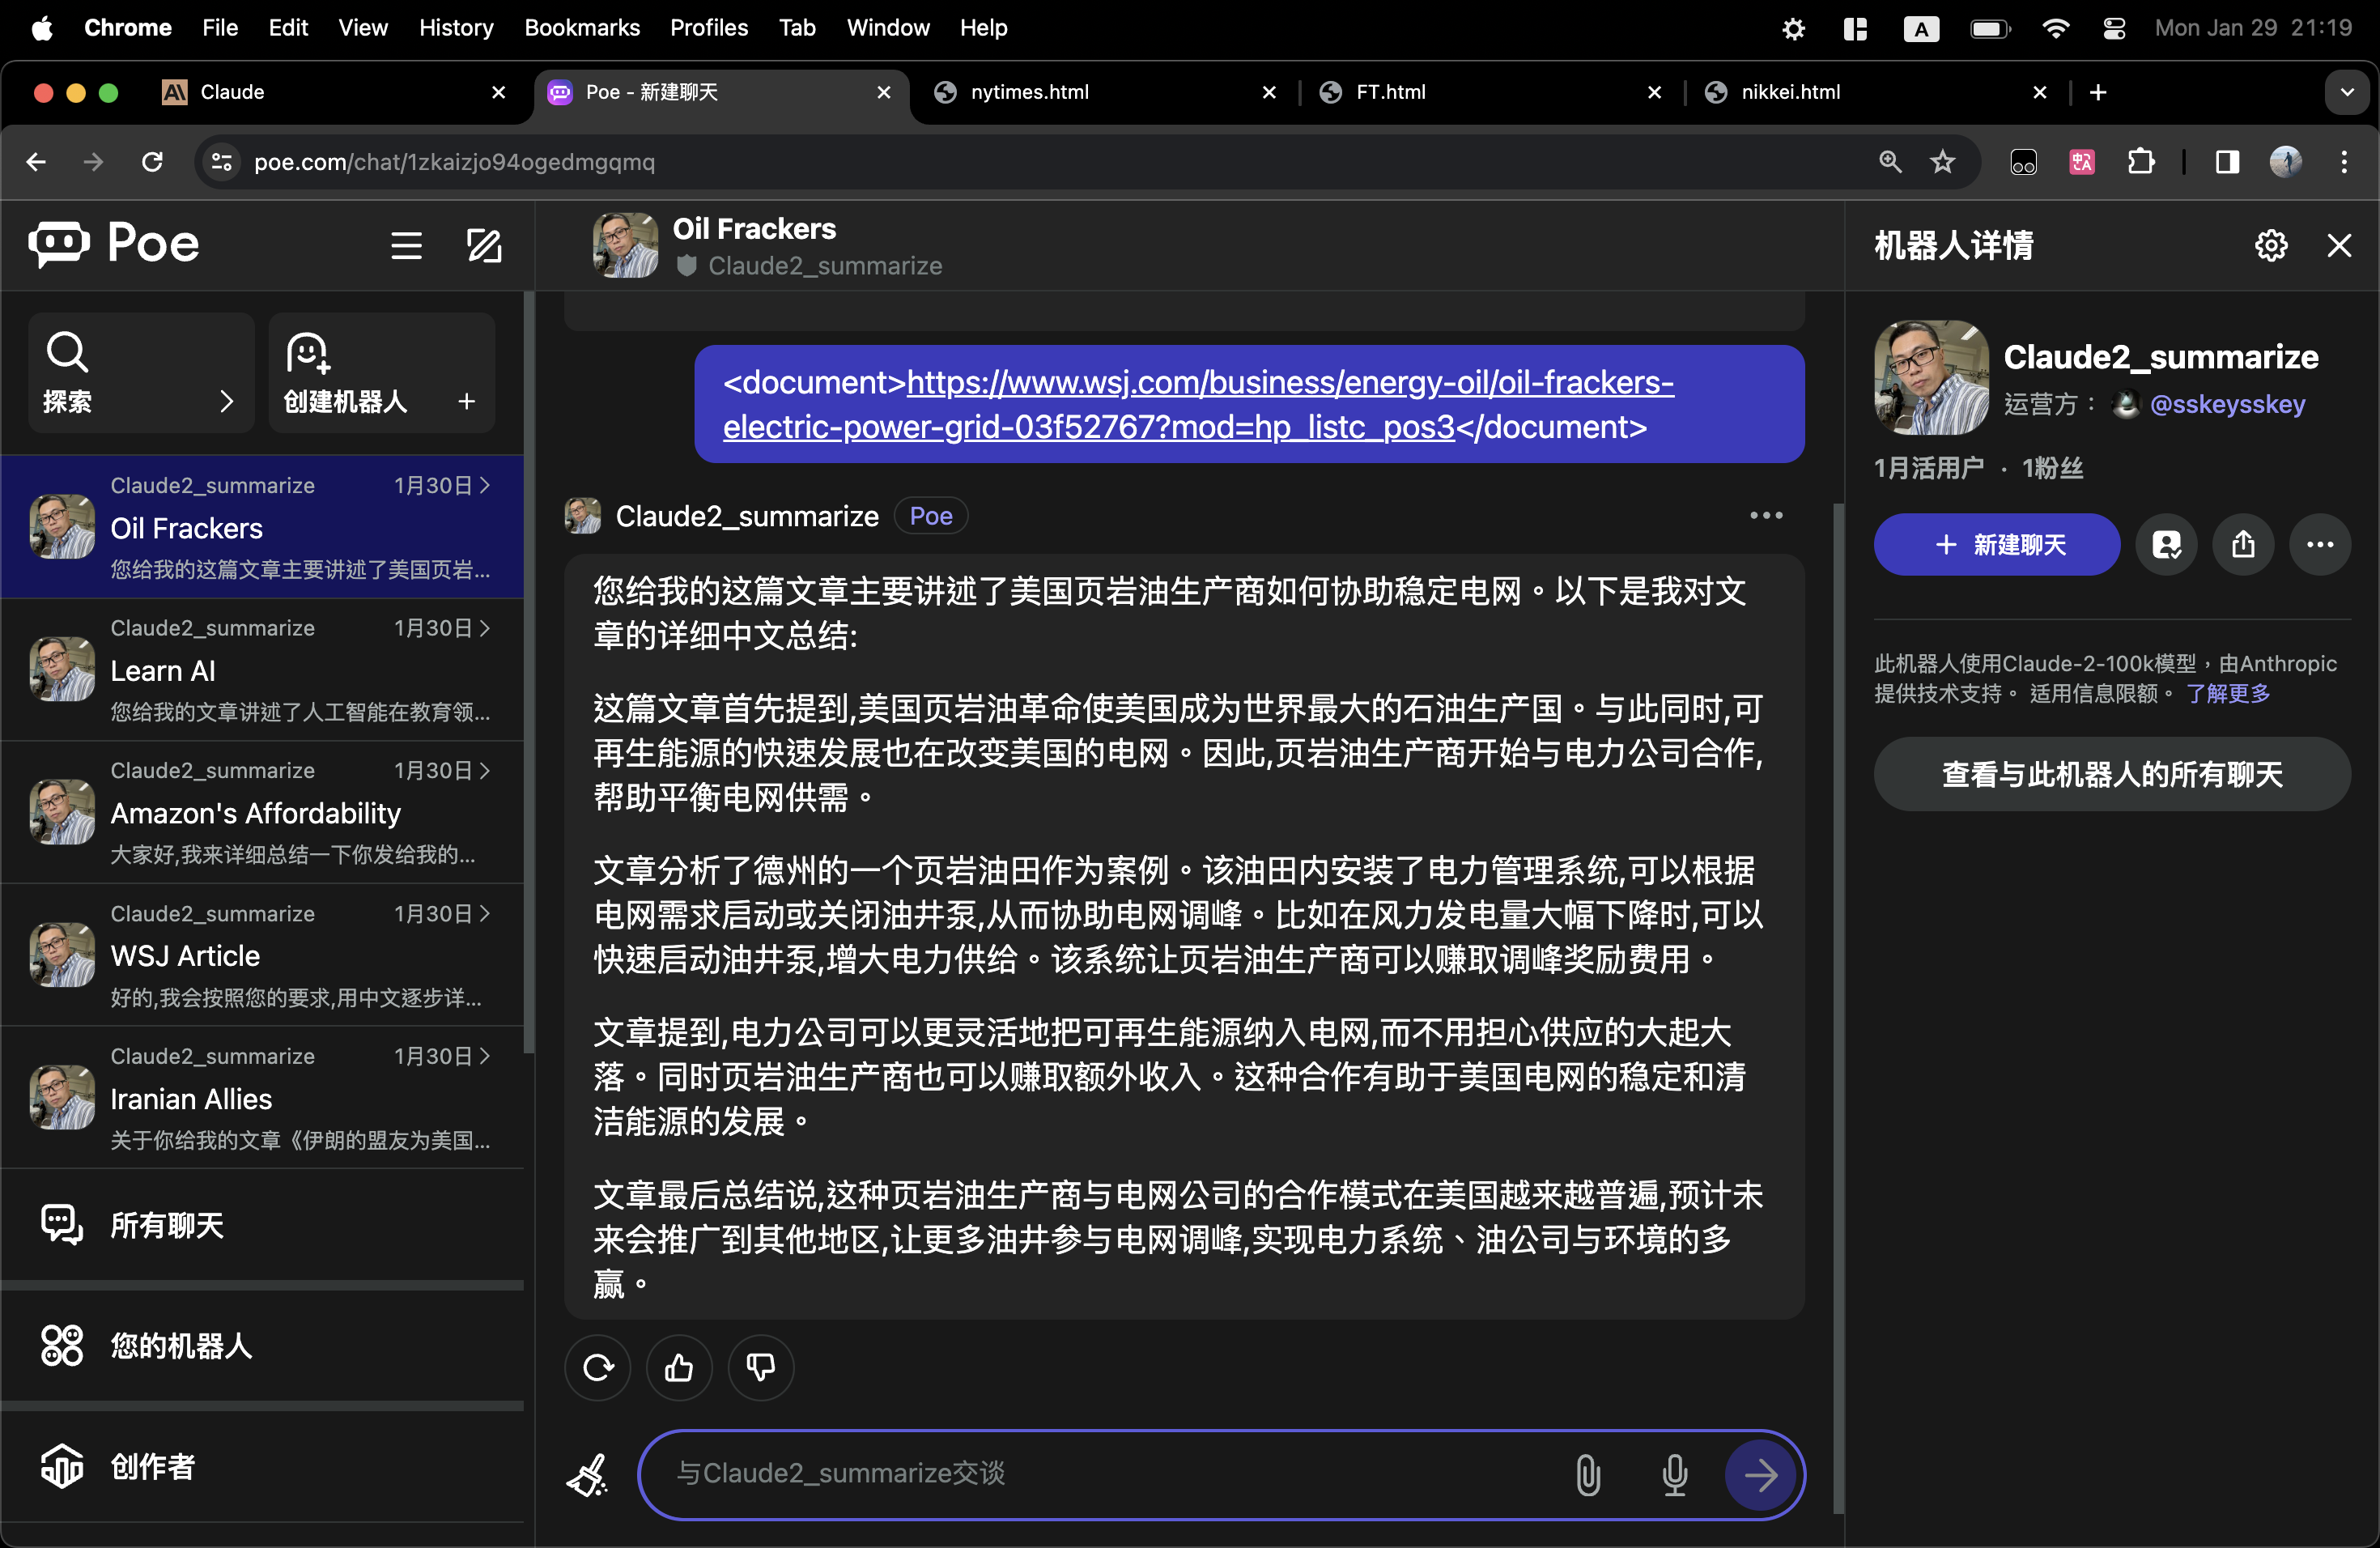 Chrome File Edit View History Bookmarks Profiles Tab Window Help
A
Mon Jan 29 21:19
Claude
Poe - 新建聊天
nytimes.html
FT.html
nikkei.html
poe.com/chat/1zkaizjo94ogedmgqmq
Poe
探索
创建机器人
Claude2_summarize 1月30日
Oil Frackers
您给我的这篇文章主要讲述了美国页岩...
Claude2_summarize 1月30日
Learn AI
您给我的文章讲述了人工智能在教育领...
Claude2_summarize 1月30日
Amazon's Affordability
大家好,我来详细总结一下你发给我的...
Claude2_summarize 1月30日
WSJ Article
好的,我会按照您的要求,用中文逐步详...
Claude2_summarize 1月30日
Iranian Allies
关于你给我的文章《伊朗的盟友为美国...
所有聊天
您的机器人
创作者
Oil Frackers
Claude2_summarize
<document>https://www.wsj.com/business/energy-oil/oil-frackers-
electric-power-grid-03f52767?mod=hp_listc_pos3</document>
Claude2_summarize Poe
您给我的这篇文章主要讲述了美国页岩油生产商如何协助稳定电网。以下是我对文
章的详细中文总结:
这篇文章首先提到,美国页岩油革命使美国成为世界最大的石油生产国。与此同时,可
再生能源的快速发展也在改变美国的电网。因此,页岩油生产商开始与电力公司合作,
帮助平衡电网供需。
文章分析了德州的一个页岩油田作为案例。该油田内安装了电力管理系统,可以根据
电网需求启动或关闭油井泵,从而协助电网调峰。比如在风力发电量大幅下降时,可以
快速启动油井泵,增大电力供给。该系统让页岩油生产商可以赚取调峰奖励费用。
文章提到,电力公司可以更灵活地把可再生能源纳入电网,而不用担心供应的大起大
落。同时页岩油生产商也可以赚取额外收入。这种合作有助于美国电网的稳定和清
洁能源的发展。
文章最后总结说,这种页岩油生产商与电网公司的合作模式在美国越来越普遍,预计未
来会推广到其他地区,让更多油井参与电网调峰,实现电力系统、油公司与环境的多
赢。
与Claude2_summarize交谈
机器人详情
Claude2_summarize
运营方： @sskeysskey
1月活用户 · 1粉丝
新建聊天
此机器人使用Claude-2-100k模型，由Anthropic
提供技术支持。 适用信息限额。 了解更多
查看与此机器人的所有聊天